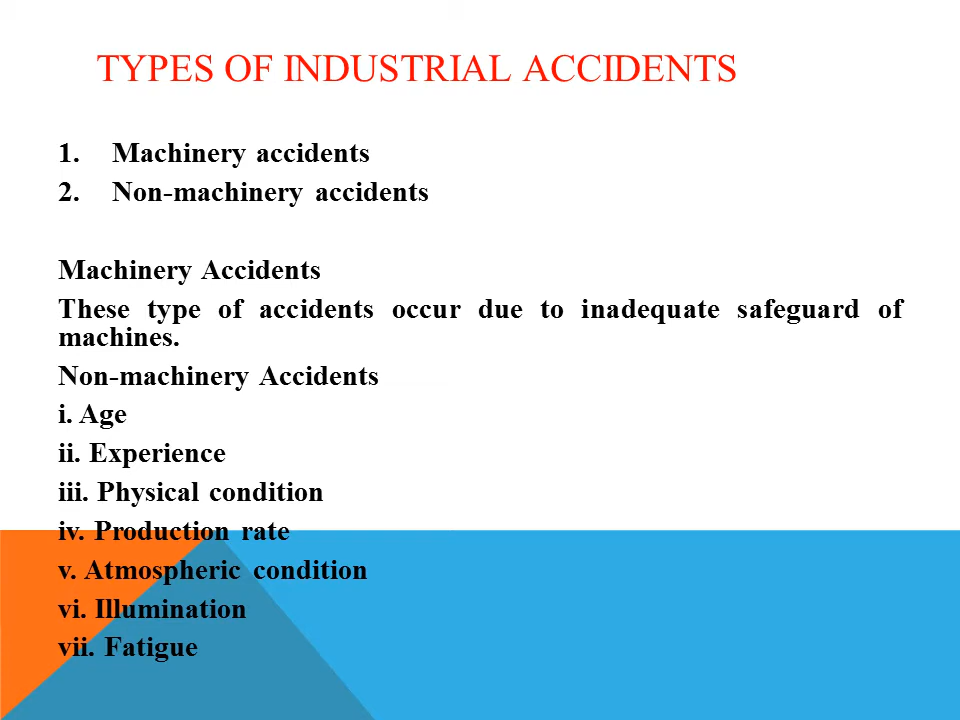 TYPES OF INDUSTRIAL ACCIDENTS
1. Machinery accidents
2. Non-machinery accidents
Machinery Accidents
These type of accidents occur due to inadequate safeguard of
machines.
Non-machinery Accidents
i. Age
ii. Experience
iii. Physical condition
iv. Production rate
v. Atmospheric condition
vi. Illumination
vii. Fatigue